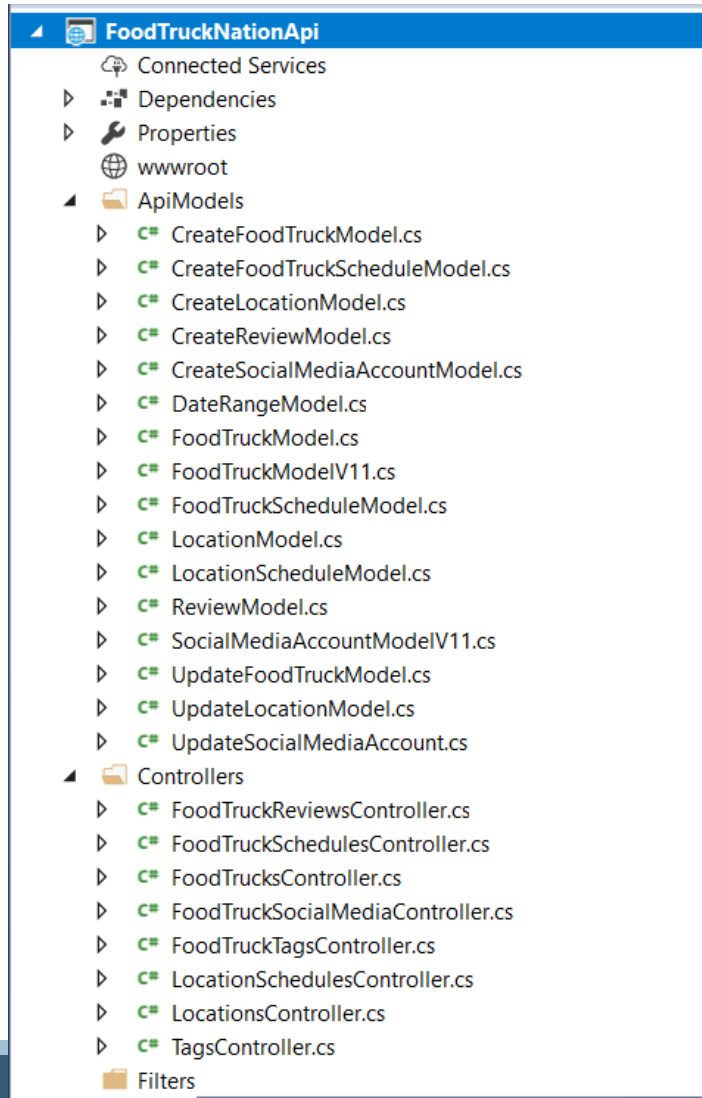 FoodTruckNationApi
Connected Services
Dependencies
Properties
wwwroot
ApiModels
C# CreateFoodTruckModel.cs
C# CreateFoodTruckScheduleModel.cs
C# CreateLocationModel.cs
C# CreateReviewModel.cs
C# CreateSocialMediaAccountModel.cs
C# DateRangeModel.cs
C# FoodTruckModel.cs
C# FoodTruckModelV11.cs
C# FoodTruckScheduleModel.cs
C# LocationModel.cs
C# LocationScheduleModel.cs
C# ReviewModel.cs
C# SocialMediaAccountModelV11.cs
C# UpdateFoodTruckModel.cs
C# UpdateLocationModel.cs
C# UpdateSocialMediaAccount.cs
Controllers
C# FoodTruckReviewsController.cs
C# FoodTruckSchedulesController.cs
C# FoodTrucksController.cs
C# FoodTruckSocialMediaController.cs
C# FoodTruckTagsController.cs
C# LocationSchedulesController.cs
C# LocationsController.cs
C# TagsController.cs
Filters